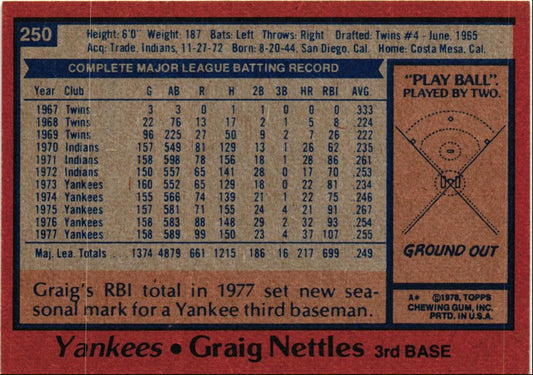 250
Height: 6'0" Weight: 187 Bats: Left Throws: Right Drafted: Twins #4 - June, 1965
Acq: Trade, Indians, 11-27-72 Born: 8-20-44, San Diego, Cal. Home: Costa Mesa, Cal.
COMPLETE MAJOR LEAGUE BATTING RECORD
Year Club G AB R H 2B 3B HR RBI AVG.
1967 Twins 3 3 0 1 1 0 0 0 .333
1968 Twins 22 76 13 17 2 1 5 8 .224
1969 Twins 96 225 27 50 9 2 7 26 .222
1970 Indians 157 549 81 129 13 1 26 62 .235
1971 Indians 158 598 78 156 18 1 28 86 .261
1972 Indians 150 557 65 141 28 0 17 70 .253
1973 Yankees 160 552 65 129 18 0 22 81 .234
1974 Yankees 155 566 74 139 21 1 22 75 .246
1975 Yankees 157 581 71 155 24 4 21 91 .267
1976 Yankees 158 583 88 148 29 2 32 93 .254
1977 Yankees 158 589 99 150 23 4 37 107 .255
Maj. Lea. Totals 1374 4879 661 1215 186 16 217 699 .249
Graig's RBI total in 1977 set new sea-
sonal mark for a Yankee third baseman.
"PLAY BALL".
PLAYED BY TWO.
GROUND OUT
A* ©1978, TOPPS
CHEWING GUM, INC.
PRTD. IN U.S.A.
Yankees • Graig Nettles 3rd BASE